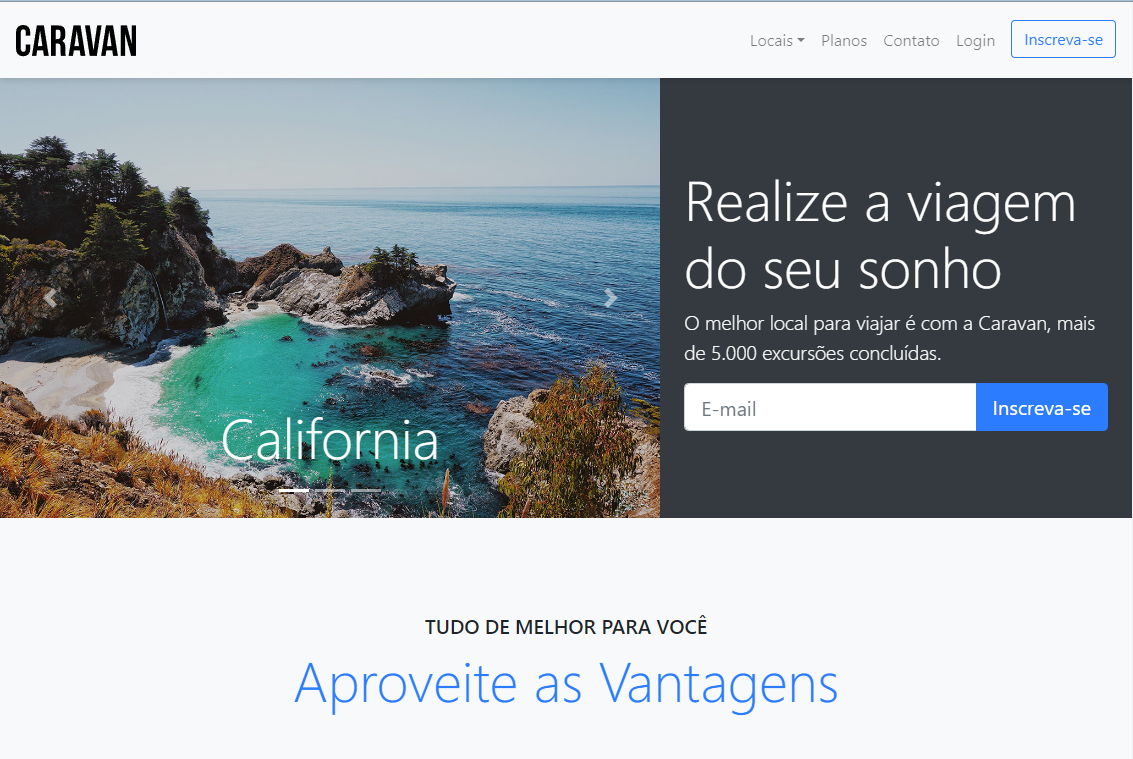 CARAVAN
Locais Planos Contato Login Inscreva-se
Realize a viagem
do seu sonho
O melhor local para viajar é com a Caravan, mais
de 5.000 excursões concluídas.
E-mail Inscreva-se
California
TUDO DE MELHOR PARA VOCÊ
Aproveite as Vantagens